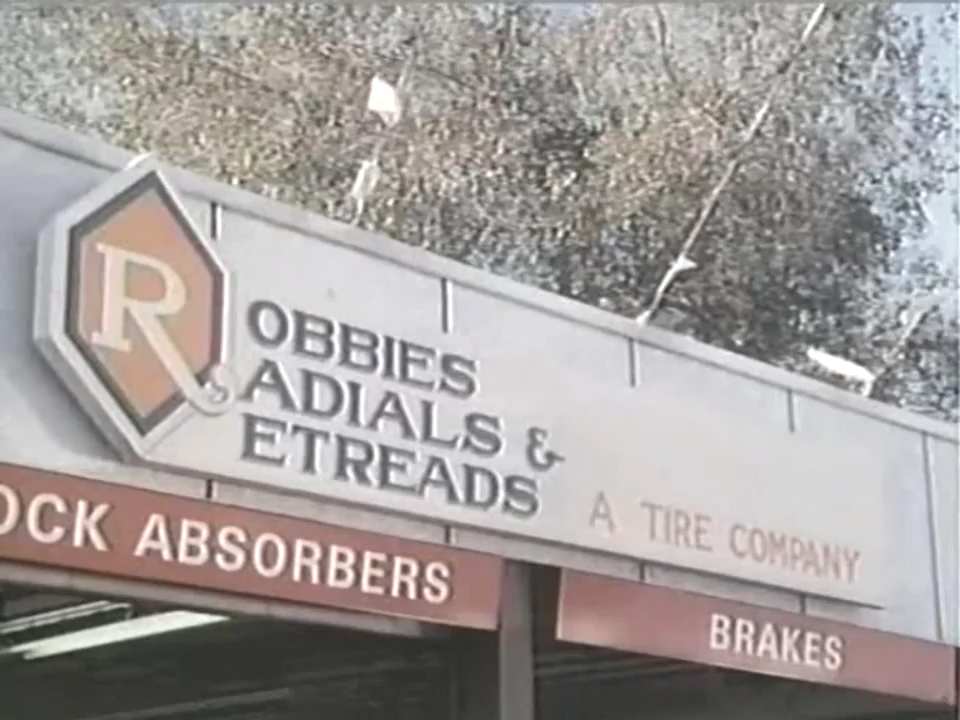 R
OBBIES
ADIALS &
ETREADS
A TIRE COMPANY
OCK ABSORBERS
BRAKES